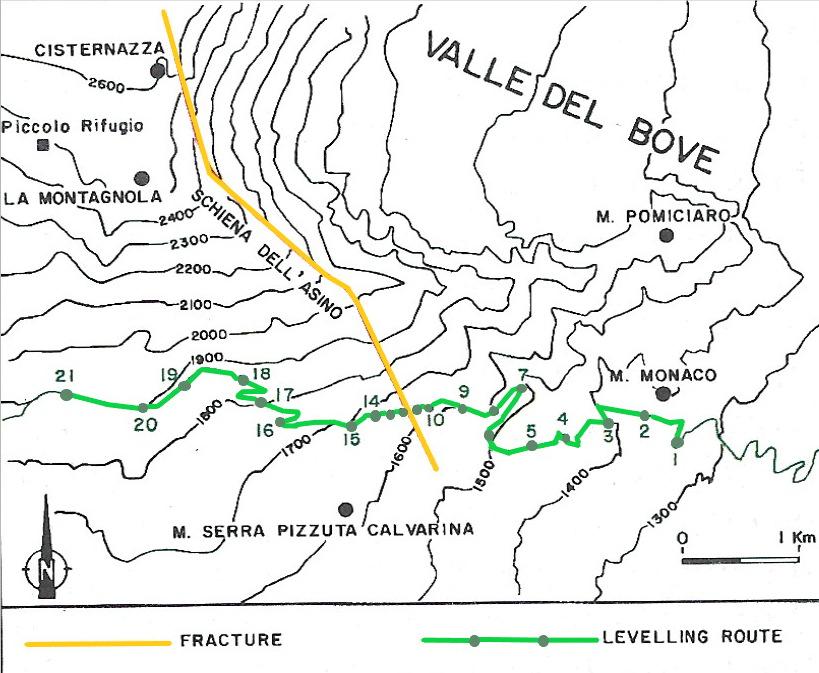 CISTERNAZZA
2600
VALLE DEL BOVE
Piccolo Rifugio
LA MONTAGNOLA
SCHIENA DELL'ASINO
M. POMICIARO
2400
2300
2200
2100
2000
1900
M. MONACO
21
19
18
17
7
20
1800
16
15
14
10
9
5
4
3
2
1
1700
1600
1500
1400
1300
M. SERRA PIZZUTA CALVARINA
0 1 Km
N
FRACTURE
LEVELLING ROUTE